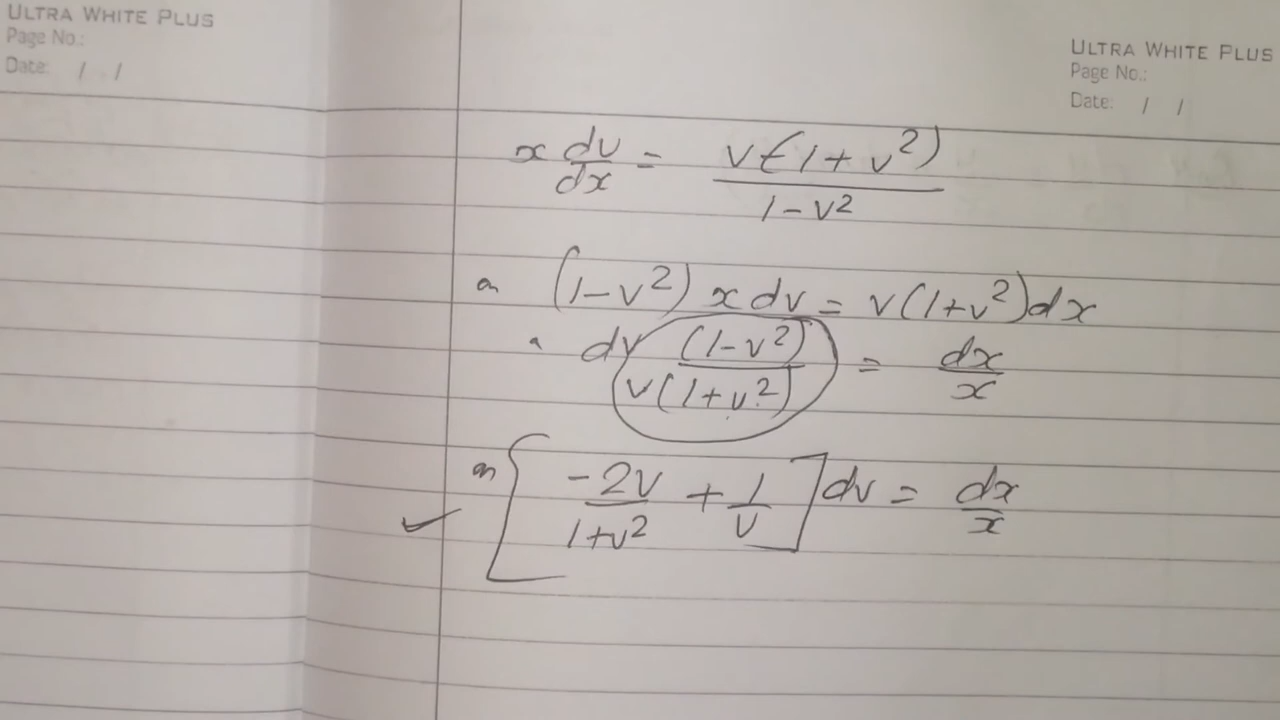 ULTRA WHITE PLUS
Page No.:
Date: / /
ULTRA WHITE PLUS
Page No.:
Date: / /
x dv/dx = v(1+v²)/1-v²
(1-v²) x dv = v(1+v²)dx
dv (1-v²)/v(1+v²) = dx/x
[-2v/1+v² + 1/v] dv = dx/x